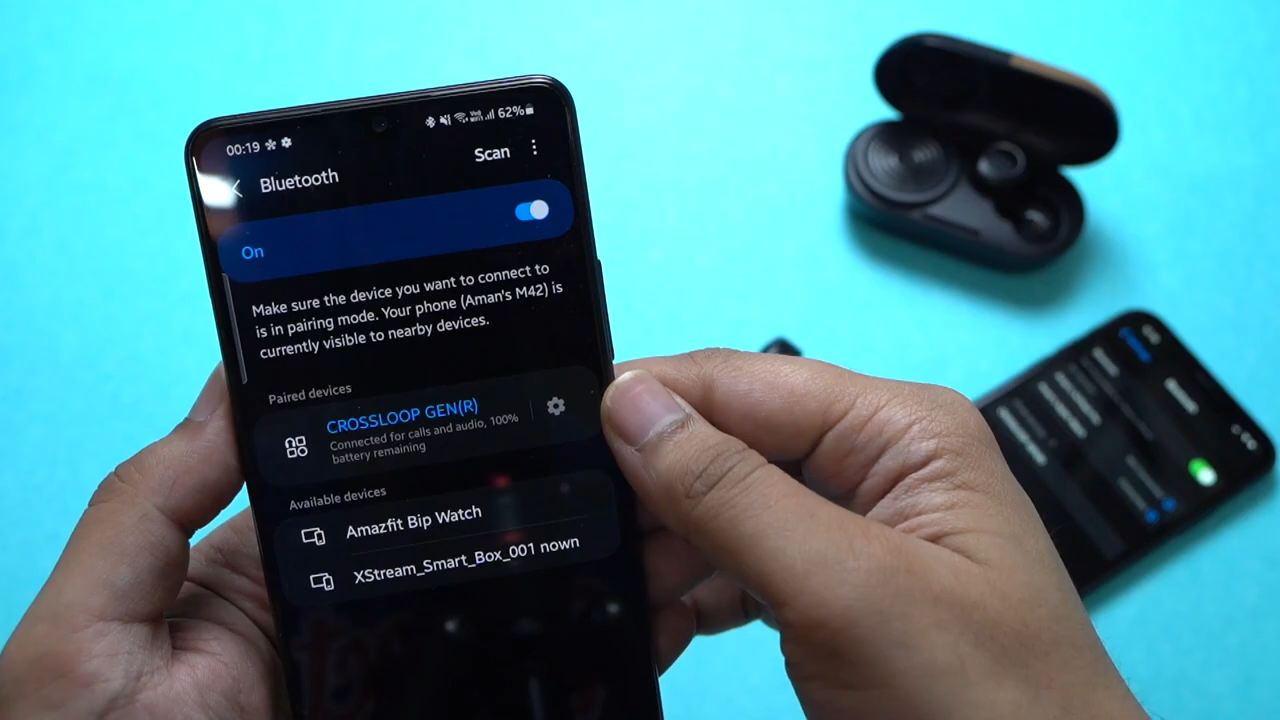 00:19
62%
Scan
Bluetooth
On
Make sure the device you want to connect to
is in pairing mode. Your phone (Aman's M42) is
currently visible to nearby devices.
Paired devices
CROSSLOOP GEN(R)
Connected for calls and audio, 100%
battery remaining
Available devices
Amazfit Bip Watch
XStream_Smart_Box_001 nown